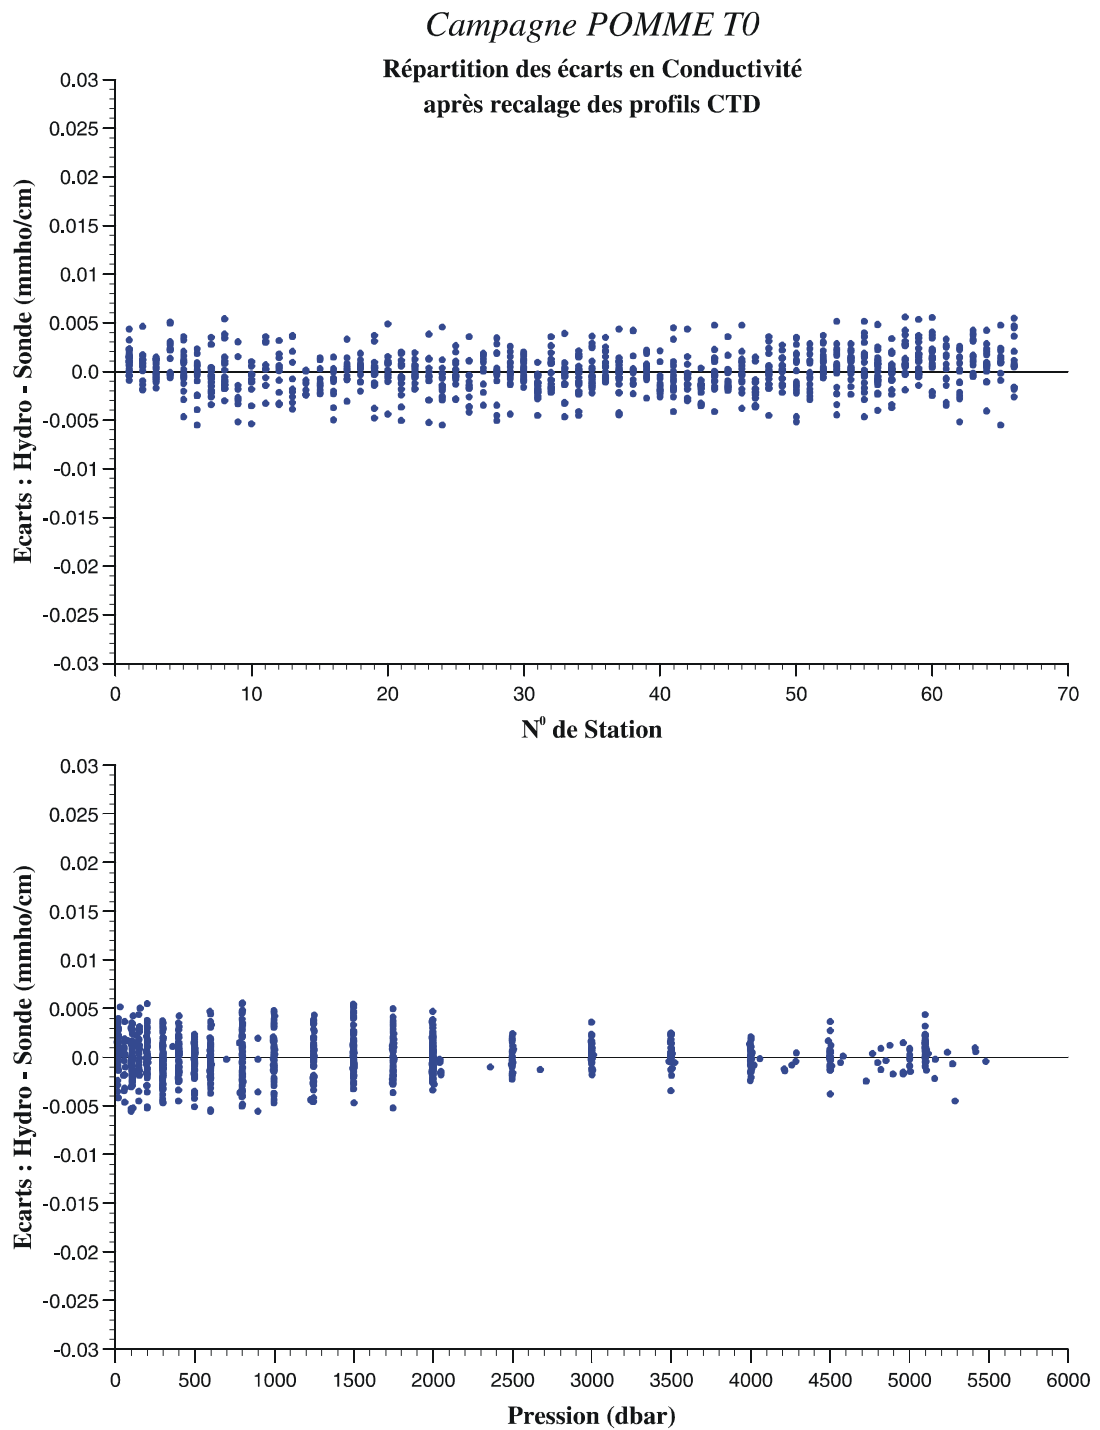 Campagne POMME T0
Répartition des écarts en Conductivité
après recalage des profils CTD
Ecarts : Hydro - Sonde (mmho/cm)
0.03
0.025
0.02
0.015
0.01
0.005
0.0
-0.005
-0.01
-0.015
-0.02
-0.025
-0.03
0 10 20 30 40 50 60 70
N⁰ de Station
Ecarts : Hydro - Sonde (mmho/cm)
0.03
0.025
0.02
0.015
0.01
0.005
0.0
-0.005
-0.01
-0.015
-0.02
-0.025
-0.03
0 500 1000 1500 2000 2500 3000 3500 4000 4500 5000 5500 6000
Pression (dbar)